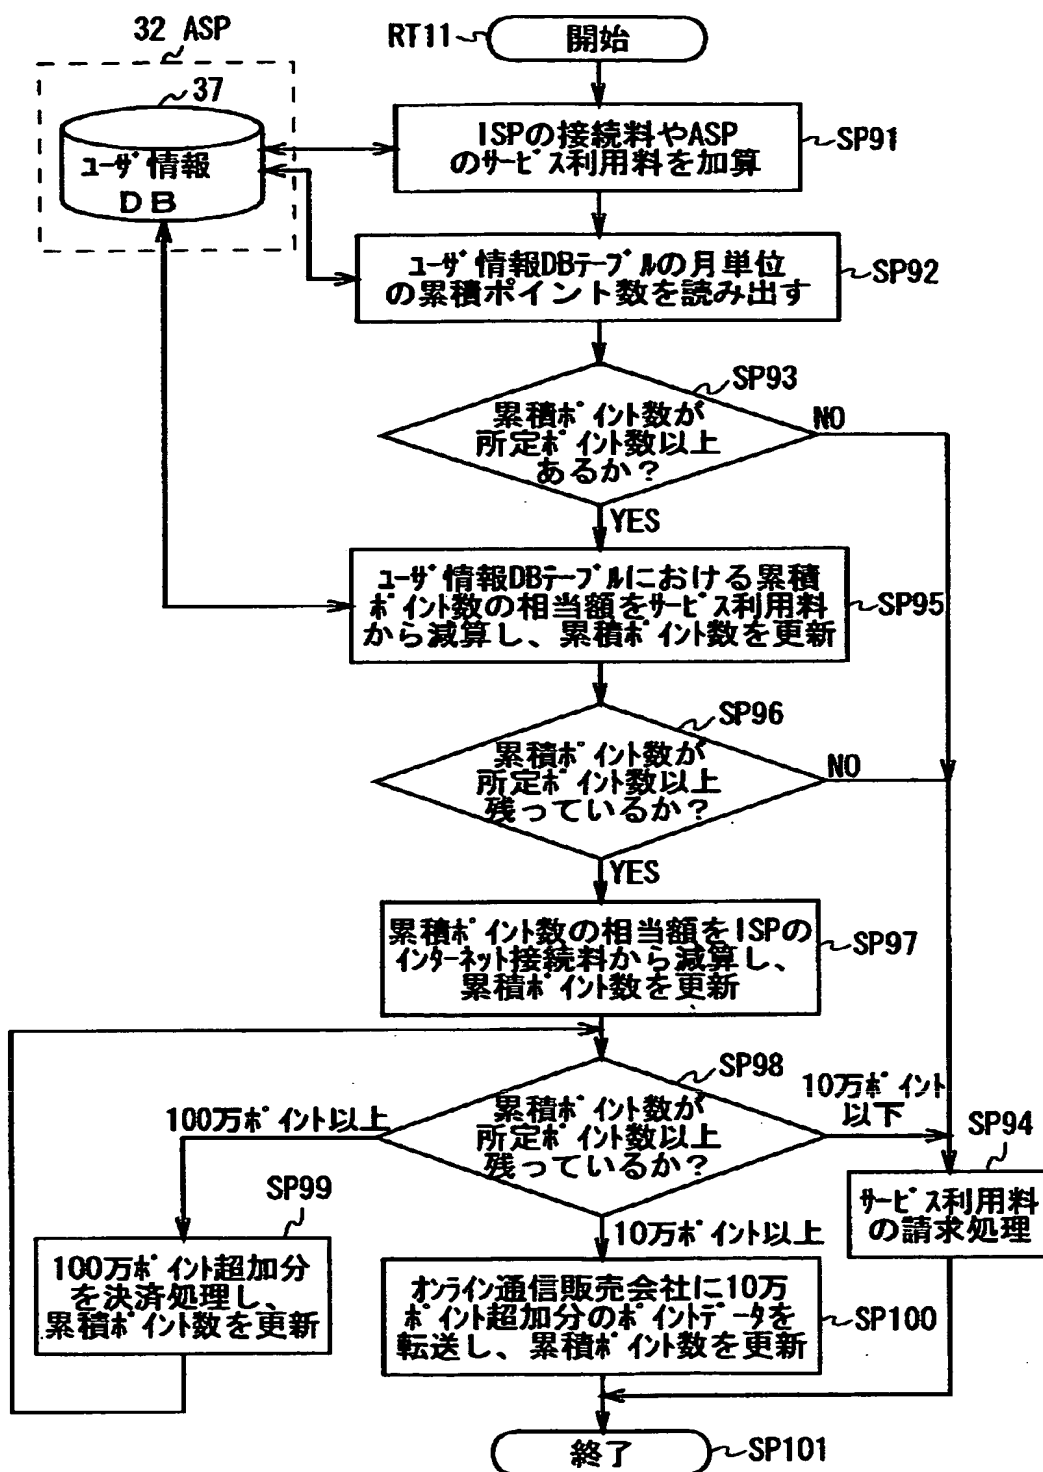 32 ASP
RT11
開始
37
ユーザ情報
DB
ISPの接続料やASP
のサービス利用料を加算
SP91
ユーザ情報DBテーブルの月単位
の累積ポイント数を読み出す
SP92
SP93
累積ポイント数が
所定ポイント数以上
あるか?
NO
YES
ユーザ情報DBテーブルにおける累積
ポイント数の相当額をサービス利用料
から減算し、累積ポイント数を更新
SP95
SP96
累積ポイント数が
所定ポイント数以上
残っているか?
NO
YES
累積ポイント数の相当額をISPの
インターネット接続料から減算し、
累積ポイント数を更新
SP97
SP98
累積ポイント数が
所定ポイント数以上
残っているか?
100万ポイント以上
10万ポイント
以下
SP94
サービス利用料
の請求処理
SP99
100万ポイント超加分
を決済処理し、
累積ポイント数を更新
10万ポイント以上
オンライン通信販売会社に10万
ポイント超加分のポイントデータを
転送し、累積ポイント数を更新
SP100
終了
SP101